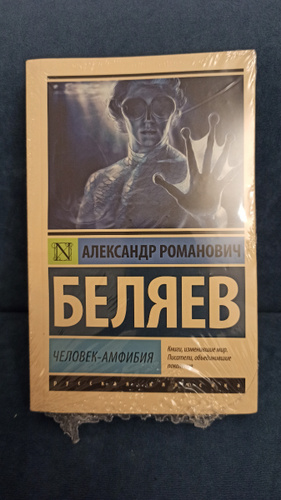 N
АЛЕКСАНДР РОМАНОВИЧ
БЕЛЯЕВ
ЧЕЛОВЕК-АМФИБИЯ
Книги, изменившие мир.
Писатели, объединившие